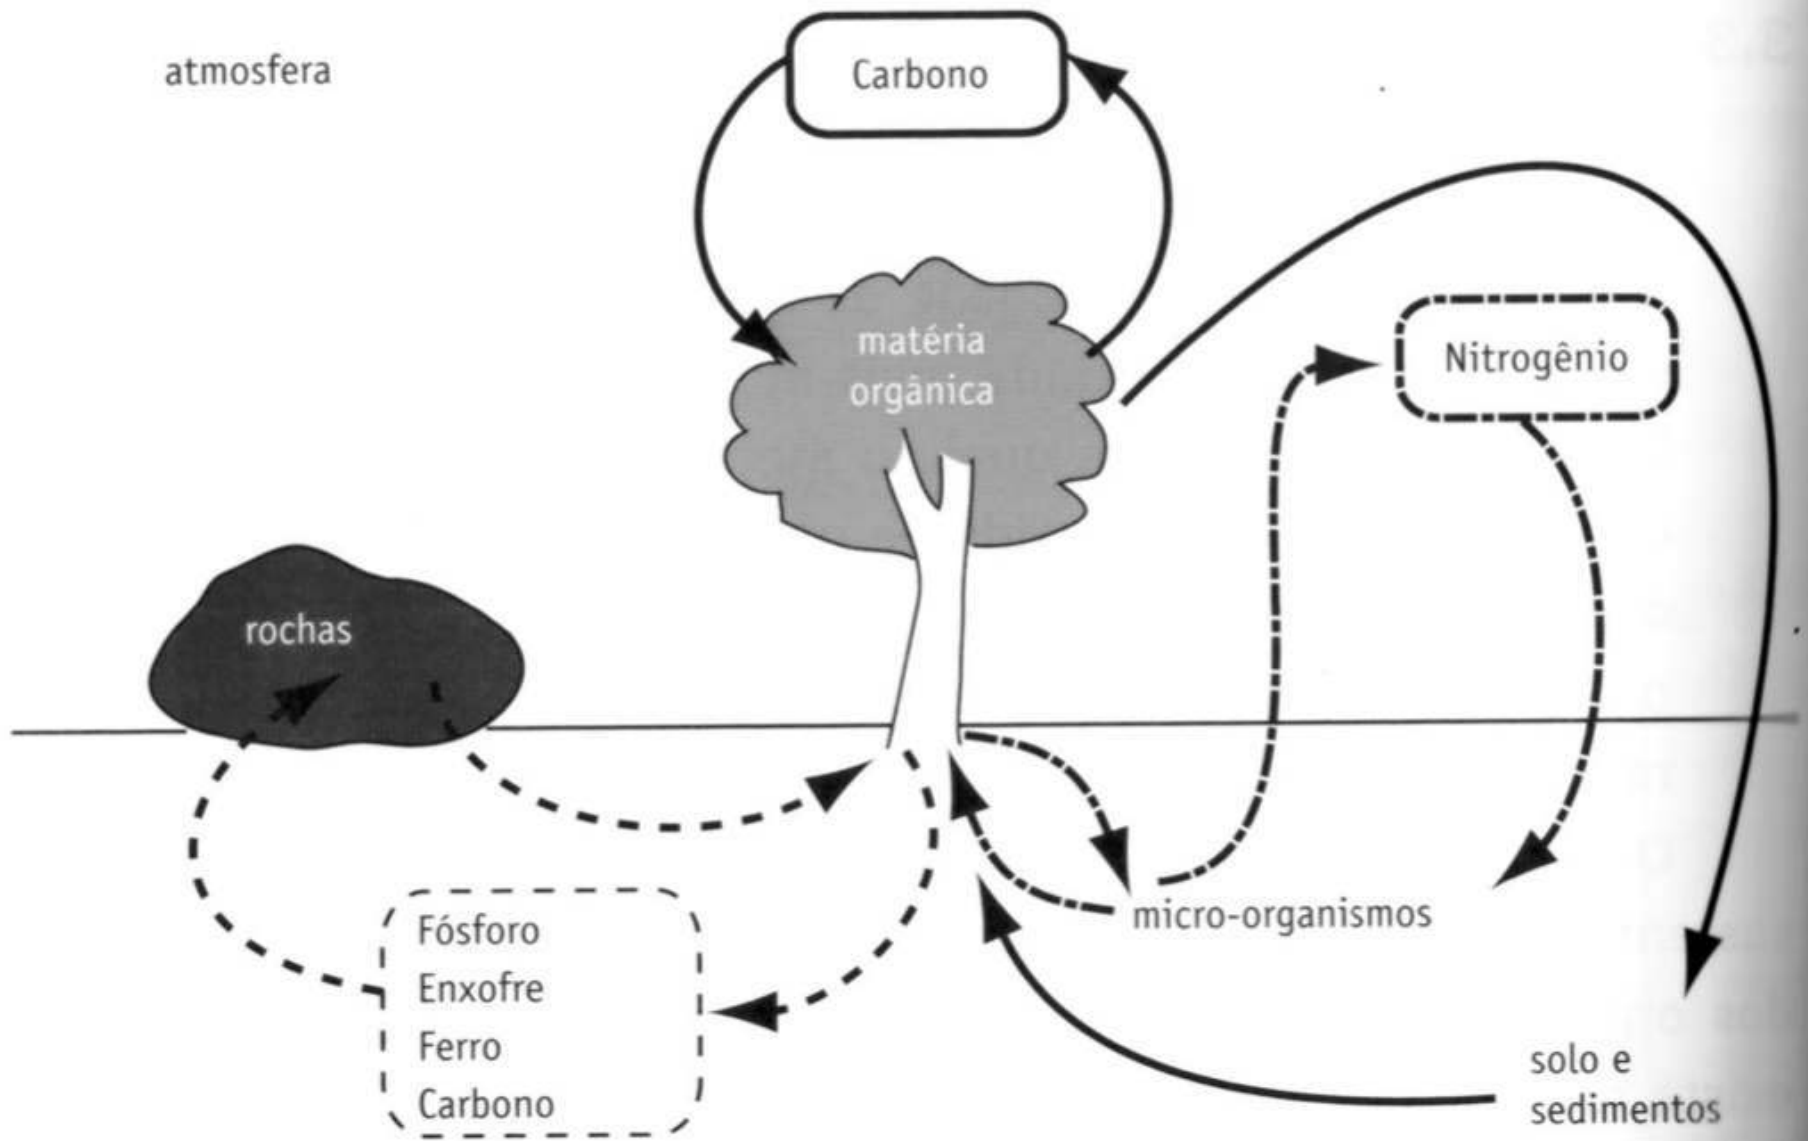 atmosfera
Carbono
matéria
orgânica
Nitrogênio
rochas
micro-organismos
Fósforo
Enxofre
Ferro
Carbono
solo e
sedimentos